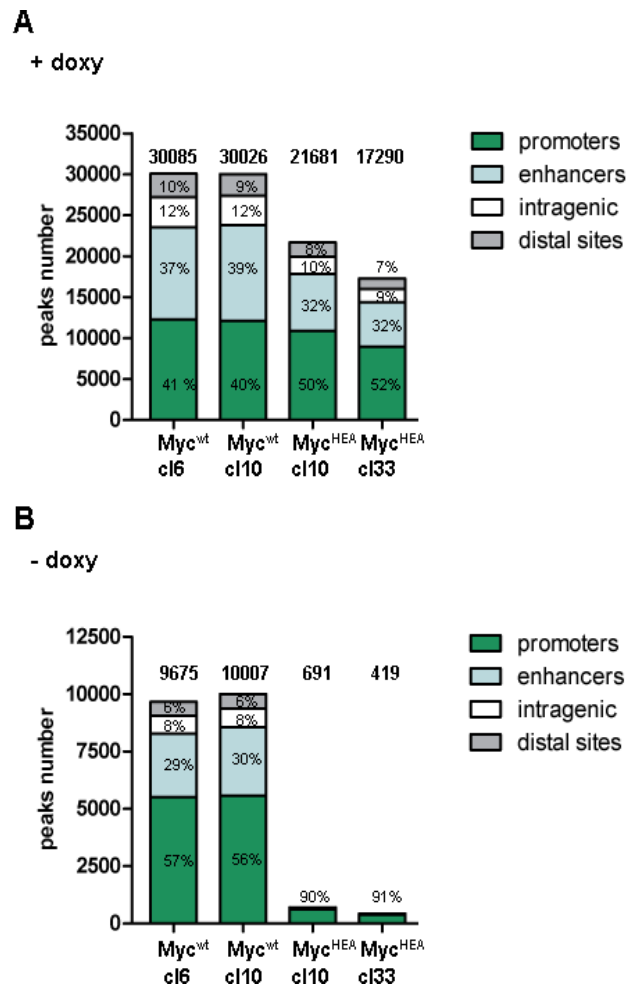 A
+ doxy
35000
30000
25000
20000
15000
10000
5000
0
peaks number
30085 30026 21681 17290
10% 9% 8% 7%
12% 12% 10% 9%
37% 39% 32% 32%
41 % 40% 50% 52%
Myc^wt Myc^wt Myc^HEA Myc^HEA
cl6 cl10 cl10 cl33
promoters
enhancers
intragenic
distal sites
B
- doxy
12500
10000
7500
5000
2500
0
peaks number
9675 10007 691 419
6% 6%
8% 8%
29% 30%
57% 56% 90% 91%
Myc^wt Myc^wt Myc^HEA Myc^HEA
cl6 cl10 cl10 cl33
promoters
enhancers
intragenic
distal sites